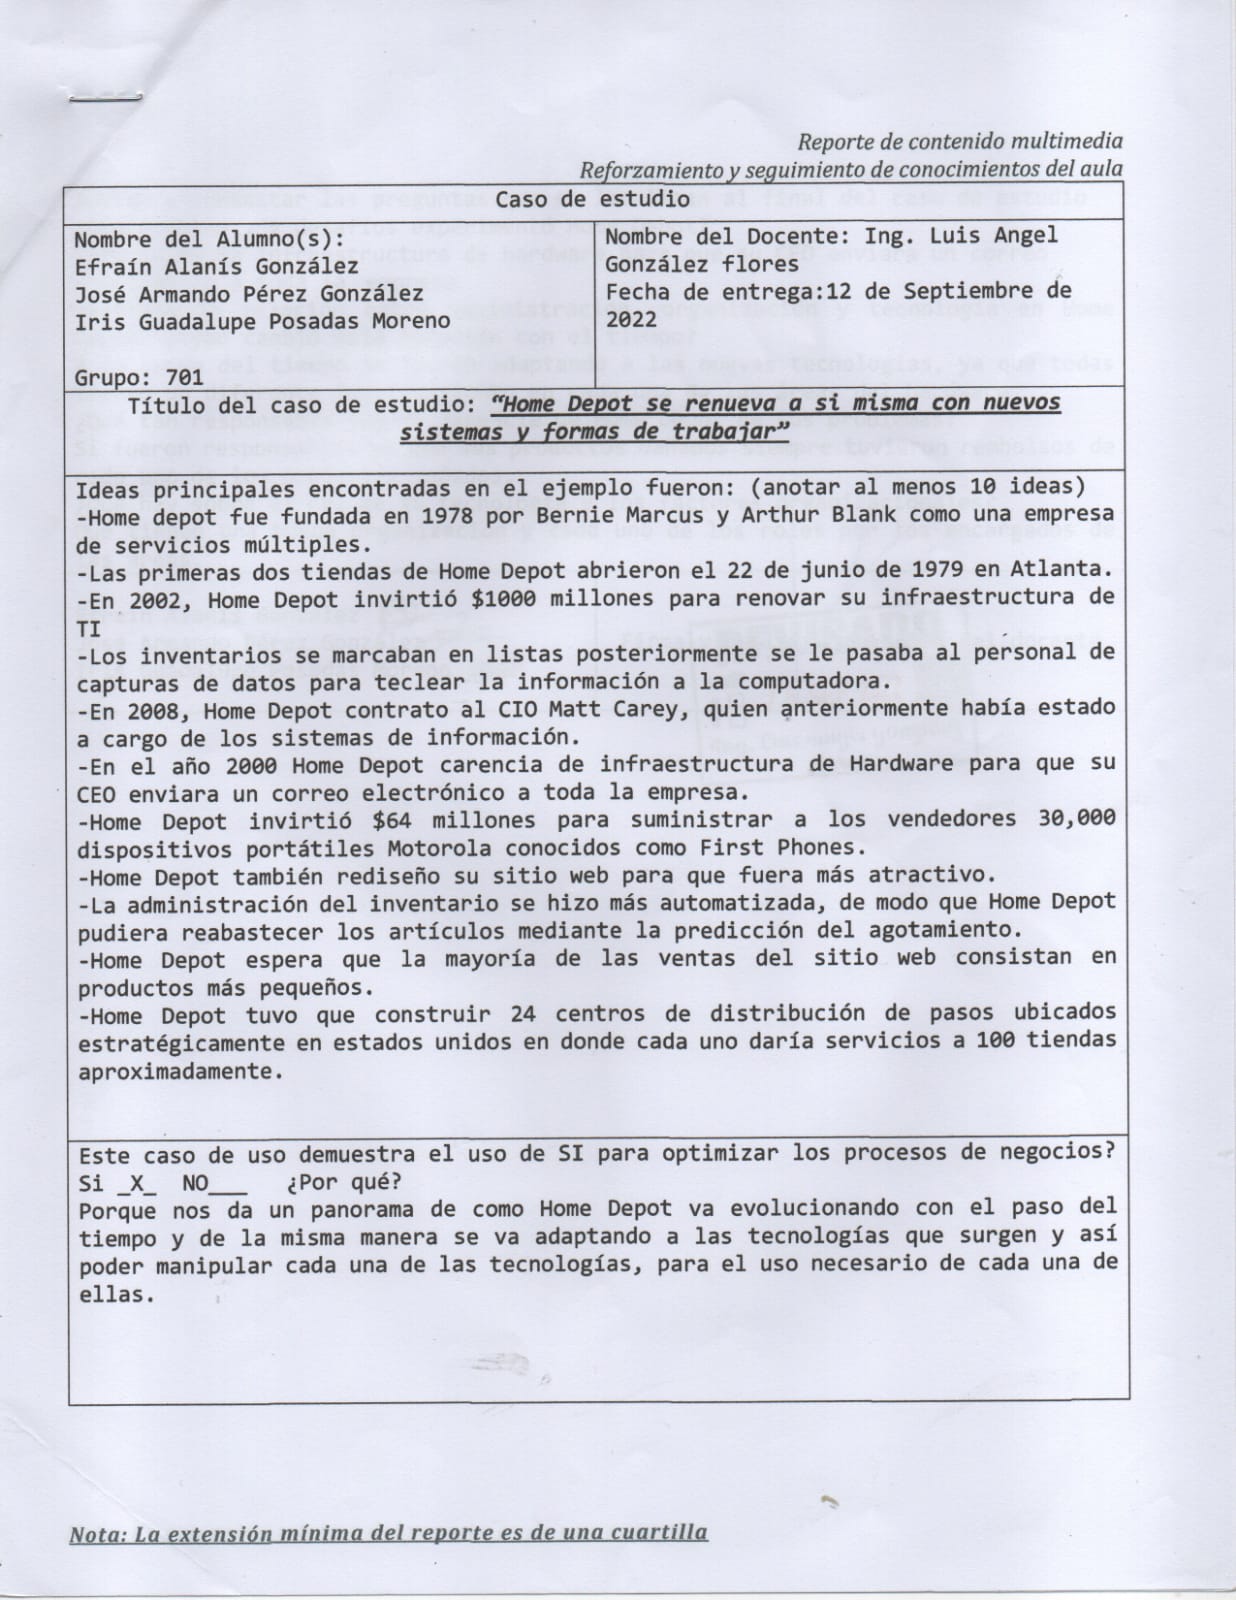 Reporte de contenido multimedia
Reforzamiento y seguimiento de conocimientos del aula
Caso de estudio
Nombre del Alumno(s):
Efraín Alanís González
José Armando Pérez González
Iris Guadalupe Posadas Moreno
Grupo: 701
Nombre del Docente: Ing. Luis Angel
González flores
Fecha de entrega:12 de Septiembre de
2022
Título del caso de estudio: “Home Depot se renueva a si misma con nuevos
sistemas y formas de trabajar”
Ideas principales encontradas en el ejemplo fueron: (anotar al menos 10 ideas)
-Home depot fue fundada en 1978 por Bernie Marcus y Arthur Blank como una empresa
de servicios múltiples.
-Las primeras dos tiendas de Home Depot abrieron el 22 de junio de 1979 en Atlanta.
-En 2002, Home Depot invirtió $1000 millones para renovar su infraestructura de
TI
-Los inventarios se marcaban en listas posteriormente se le pasaba al personal de
capturas de datos para teclear la información a la computadora.
-En 2008, Home Depot contrato al CIO Matt Carey, quien anteriormente había estado
a cargo de los sistemas de información.
-En el año 2000 Home Depot carencia de infraestructura de Hardware para que su
CEO enviara un correo electrónico a toda la empresa.
-Home Depot invirtió $64 millones para suministrar a los vendedores 30,000
dispositivos portátiles Motorola conocidos como First Phones.
-Home Depot también rediseño su sitio web para que fuera más atractivo.
-La administración del inventario se hizo más automatizada, de modo que Home Depot
pudiera reabastecer los artículos mediante la predicción del agotamiento.
-Home Depot espera que la mayoría de las ventas del sitio web consistan en
productos más pequeños.
-Home Depot tuvo que construir 24 centros de distribución de pasos ubicados
estratégicamente en estados unidos en donde cada uno daría servicios a 100 tiendas
aproximadamente.
Este caso de uso demuestra el uso de SI para optimizar los procesos de negocios?
Si _X_ NO___ ¿Por qué?
Porque nos da un panorama de como Home Depot va evolucionando con el paso del
tiempo y de la misma manera se va adaptando a las tecnologías que surgen y así
poder manipular cada una de las tecnologías, para el uso necesario de cada una de
ellas.
Nota: La extensión mínima del reporte es de una cuartilla